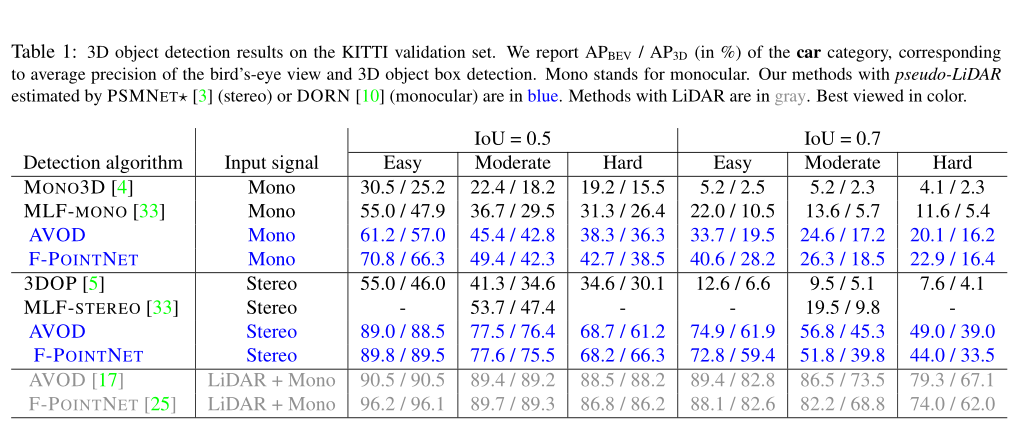 Table 1: 3D object detection results on the KITTI validation set. We report APBEV / AP3D (in %) of the car category, corresponding
to average precision of the bird's-eye view and 3D object box detection. Mono stands for monocular. Our methods with pseudo-LiDAR
estimated by PSMNET⋆ [3] (stereo) or DORN [10] (monocular) are in blue. Methods with LiDAR are in gray. Best viewed in color.
IoU = 0.5 IoU = 0.7
Detection algorithm Input signal Easy Moderate Hard Easy Moderate Hard
MONO3D [4] Mono 30.5 / 25.2 22.4 / 18.2 19.2 / 15.5 5.2 / 2.5 5.2 / 2.3 4.1 / 2.3
MLF-MONO [33] Mono 55.0 / 47.9 36.7 / 29.5 31.3 / 26.4 22.0 / 10.5 13.6 / 5.7 11.6 / 5.4
AVOD Mono 61.2 / 57.0 45.4 / 42.8 38.3 / 36.3 33.7 / 19.5 24.6 / 17.2 20.1 / 16.2
F-POINTNET Mono 70.8 / 66.3 49.4 / 42.3 42.7 / 38.5 40.6 / 28.2 26.3 / 18.5 22.9 / 16.4
3DOP [5] Stereo 55.0 / 46.0 41.3 / 34.6 34.6 / 30.1 12.6 / 6.6 9.5 / 5.1 7.6 / 4.1
MLF-STEREO [33] Stereo - 53.7 / 47.4 - - 19.5 / 9.8 -
AVOD Stereo 89.0 / 88.5 77.5 / 76.4 68.7 / 61.2 74.9 / 61.9 56.8 / 45.3 49.0 / 39.0
F-POINTNET Stereo 89.8 / 89.5 77.6 / 75.5 68.2 / 66.3 72.8 / 59.4 51.8 / 39.8 44.0 / 33.5
AVOD [17] LiDAR + Mono 90.5 / 90.5 89.4 / 89.2 88.5 / 88.2 89.4 / 82.8 86.5 / 73.5 79.3 / 67.1
F-POINTNET [25] LiDAR + Mono 96.2 / 96.1 89.7 / 89.3 86.8 / 86.2 88.1 / 82.6 82.2 / 68.8 74.0 / 62.0